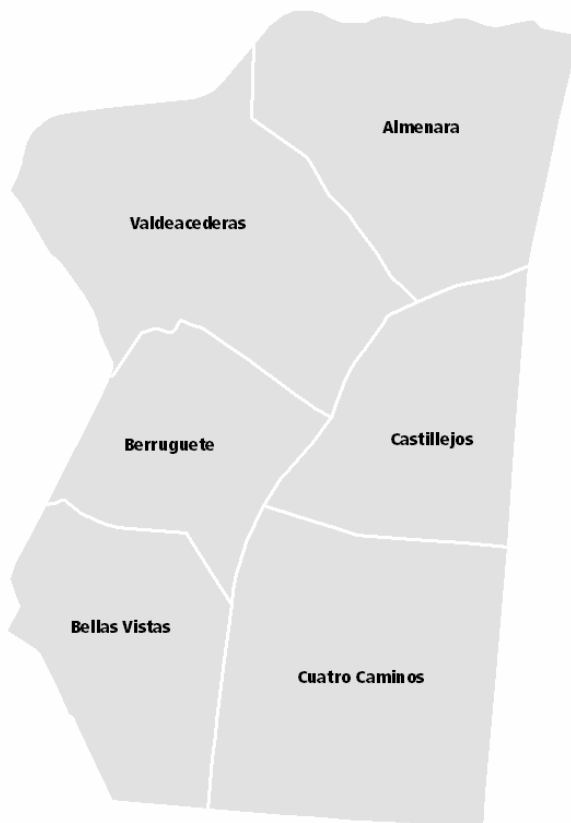 Almenara
Valdeacederas
Castillejos
Berruguete
Bellas Vistas
Cuatro Caminos